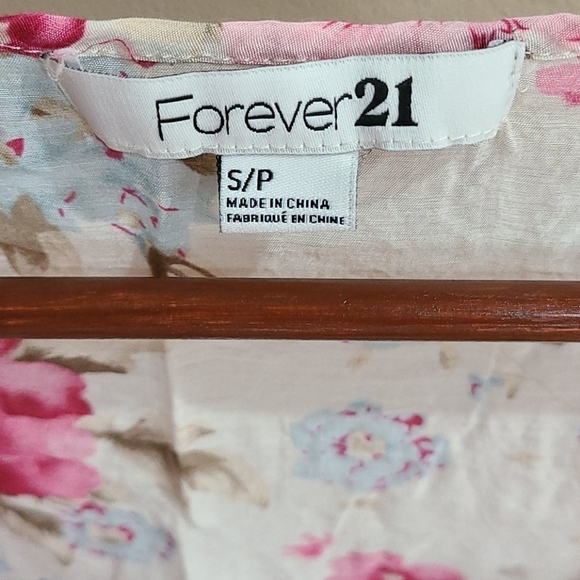 Forever21
S/P
MADE IN CHINA
FABRIQUÉ EN CHINE